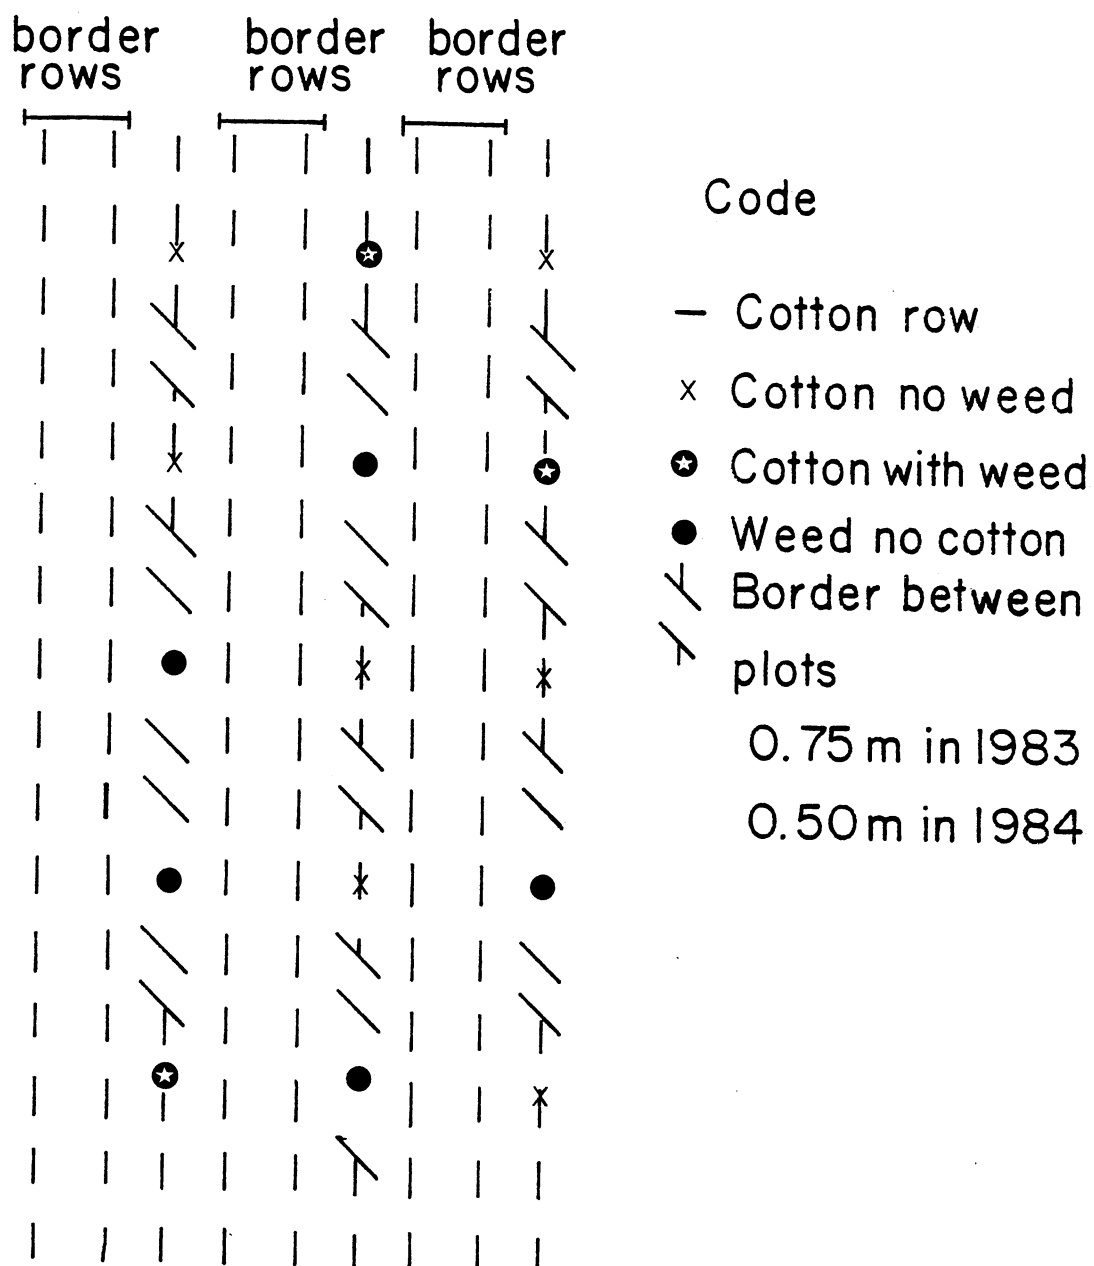 border border border
rows rows rows
Code
Cotton row
x Cotton no weed
Cotton with weed
Weed no cotton
Border between
plots
0.75 m in 1983
0.50 m in 1984